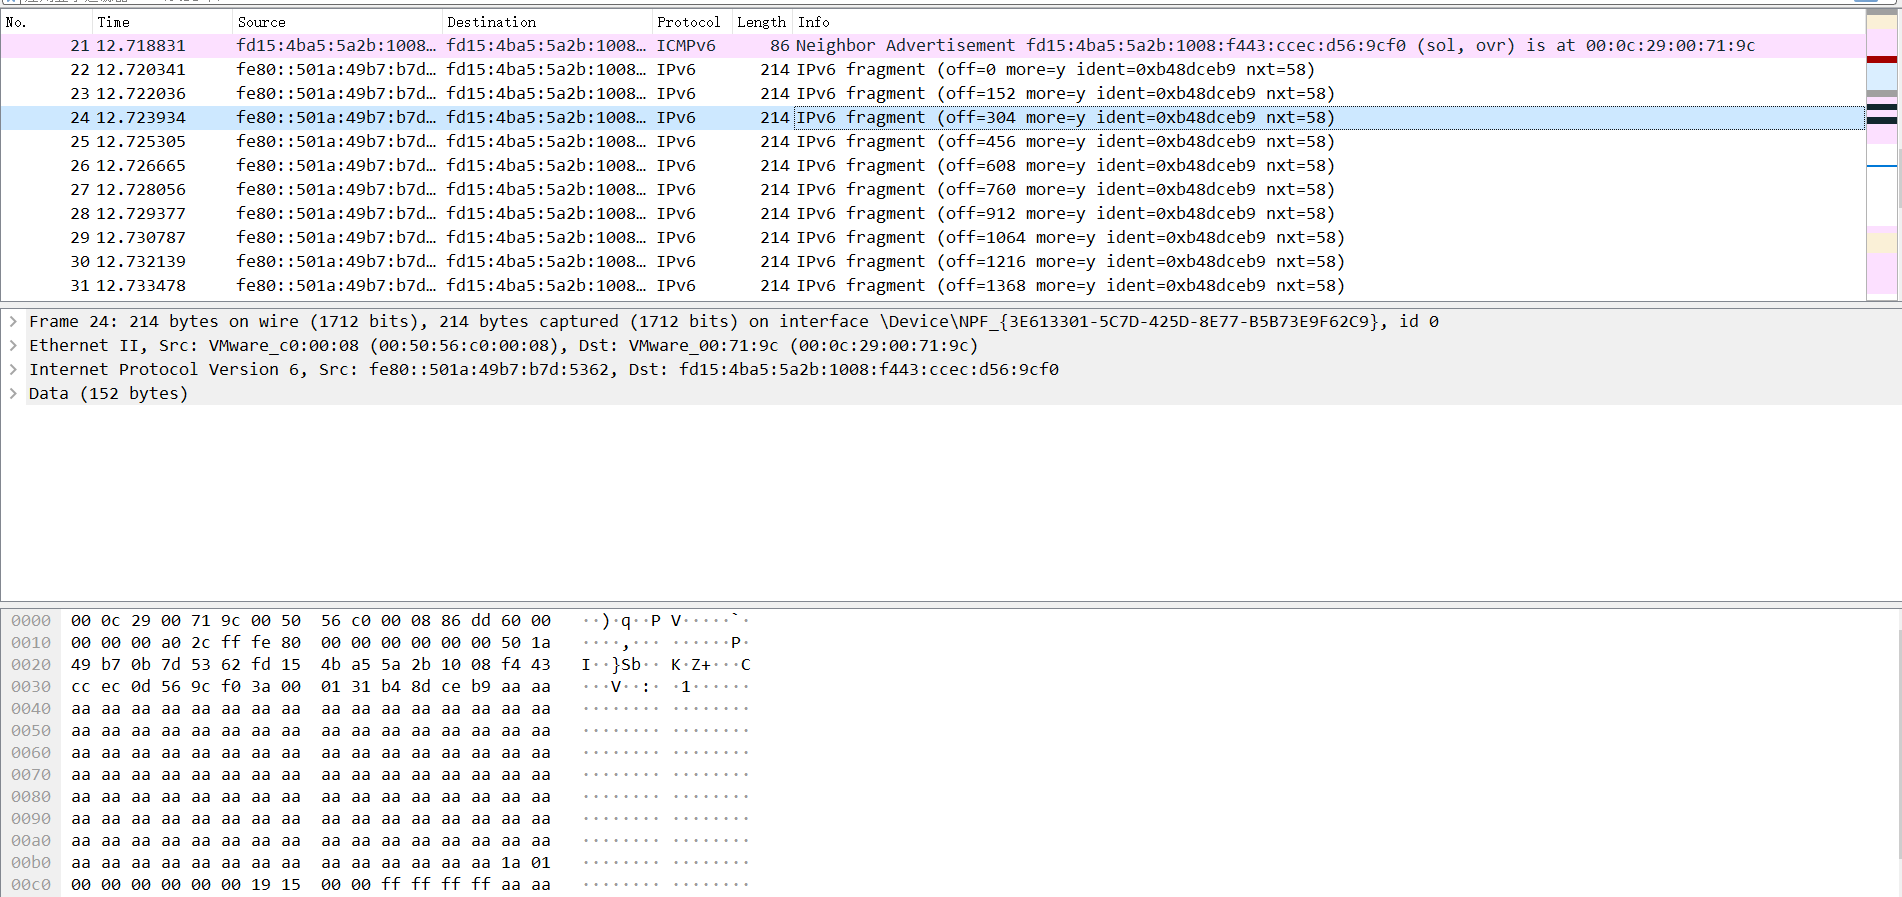 No. Time Source Destination Protocol Length Info
21 12.718831 fd15:4ba5:5a2b:1008… fd15:4ba5:5a2b:1008… ICMPv6 86 Neighbor Advertisement fd15:4ba5:5a2b:1008:f443:ccec:d56:9cf0 (sol, ovr) is at 00:0c:29:00:71:9c
22 12.720341 fe80::501a:49b7:b7d… fd15:4ba5:5a2b:1008… IPv6 214 IPv6 fragment (off=0 more=y ident=0xb48dceb9 nxt=58)
23 12.722036 fe80::501a:49b7:b7d… fd15:4ba5:5a2b:1008… IPv6 214 IPv6 fragment (off=152 more=y ident=0xb48dceb9 nxt=58)
24 12.723934 fe80::501a:49b7:b7d… fd15:4ba5:5a2b:1008… IPv6 214 IPv6 fragment (off=304 more=y ident=0xb48dceb9 nxt=58)
25 12.725305 fe80::501a:49b7:b7d… fd15:4ba5:5a2b:1008… IPv6 214 IPv6 fragment (off=456 more=y ident=0xb48dceb9 nxt=58)
26 12.726665 fe80::501a:49b7:b7d… fd15:4ba5:5a2b:1008… IPv6 214 IPv6 fragment (off=608 more=y ident=0xb48dceb9 nxt=58)
27 12.728056 fe80::501a:49b7:b7d… fd15:4ba5:5a2b:1008… IPv6 214 IPv6 fragment (off=760 more=y ident=0xb48dceb9 nxt=58)
28 12.729377 fe80::501a:49b7:b7d… fd15:4ba5:5a2b:1008… IPv6 214 IPv6 fragment (off=912 more=y ident=0xb48dceb9 nxt=58)
29 12.730787 fe80::501a:49b7:b7d… fd15:4ba5:5a2b:1008… IPv6 214 IPv6 fragment (off=1064 more=y ident=0xb48dceb9 nxt=58)
30 12.732139 fe80::501a:49b7:b7d… fd15:4ba5:5a2b:1008… IPv6 214 IPv6 fragment (off=1216 more=y ident=0xb48dceb9 nxt=58)
31 12.733478 fe80::501a:49b7:b7d… fd15:4ba5:5a2b:1008… IPv6 214 IPv6 fragment (off=1368 more=y ident=0xb48dceb9 nxt=58)
Frame 24: 214 bytes on wire (1712 bits), 214 bytes captured (1712 bits) on interface \Device\NPF_{3E613301-5C7D-425D-8E77-B5B73E9F62C9}, id 0
Ethernet II, Src: VMware_c0:00:08 (00:50:56:c0:00:08), Dst: VMware_00:71:9c (00:0c:29:00:71:9c)
Internet Protocol Version 6, Src: fe80::501a:49b7:b7d:5362, Dst: fd15:4ba5:5a2b:1008:f443:ccec:d56:9cf0
Data (152 bytes)
0000 00 0c 29 00 71 9c 00 50 56 c0 00 08 86 dd 60 00 ··)·q··P V·····`·
0010 00 00 00 a0 2c ff fe 80 00 00 00 00 00 00 50 1a ····,··· ······P·
0020 49 b7 0b 7d 53 62 fd 15 4b a5 5a 2b 10 08 f4 43 I··}Sb·· K·Z+···C
0030 cc ec 0d 56 9c f0 3a 00 01 31 b4 8d ce b9 aa aa ···V··:· ·1······
0040 aa aa aa aa aa aa aa aa aa aa aa aa aa aa aa aa ········ ········
0050 aa aa aa aa aa aa aa aa aa aa aa aa aa aa aa aa ········ ········
0060 aa aa aa aa aa aa aa aa aa aa aa aa aa aa aa aa ········ ········
0070 aa aa aa aa aa aa aa aa aa aa aa aa aa aa aa aa ········ ········
0080 aa aa aa aa aa aa aa aa aa aa aa aa aa aa aa aa ········ ········
0090 aa aa aa aa aa aa aa aa aa aa aa aa aa aa aa aa ········ ········
00a0 aa aa aa aa aa aa aa aa aa aa aa aa aa aa aa aa ········ ········
00b0 aa aa aa aa aa aa aa aa aa aa aa aa aa aa 1a 01 ········ ········
00c0 00 00 00 00 00 00 19 15 00 00 ff ff ff ff aa aa ········ ········